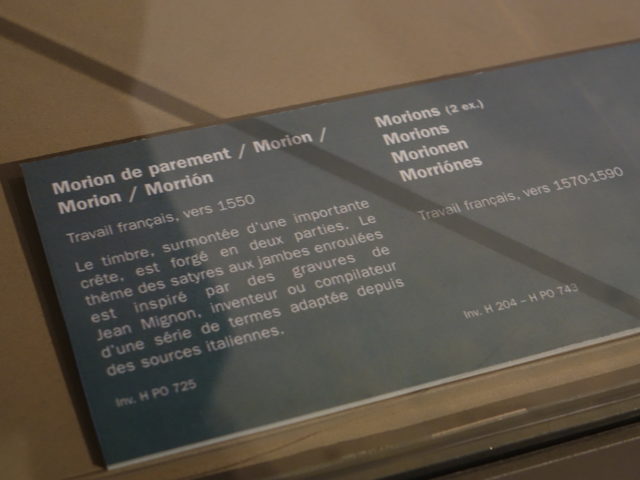 Morion de parement / Morion /
Morion / Morrión
Travail français, vers 1550
Le timbre, surmontée d'une importante
crête, est forgé en deux parties. Le
thème des satyres aux jambes enroulées
est inspiré par des gravures de
Jean Mignon, inventeur ou compilateur
d'une série de termes adaptée depuis
des sources italiennes.
Inv. H PO 725
Morions (2 ex.)
Morions
Morionen
Morriónes
Travail français, vers 1570-1590
Inv. H 204 – H PO 743